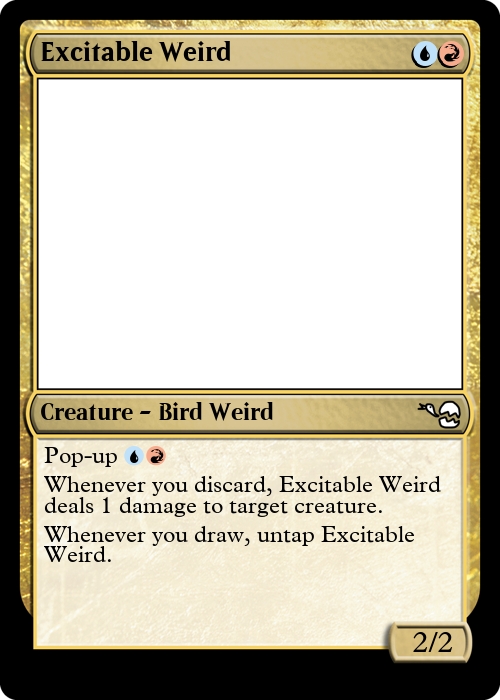 Excitable Weird
Creature – Bird Weird
Pop-up
Whenever you discard, Excitable Weird
deals 1 damage to target creature.
Whenever you draw, untap Excitable
Weird.
2/2